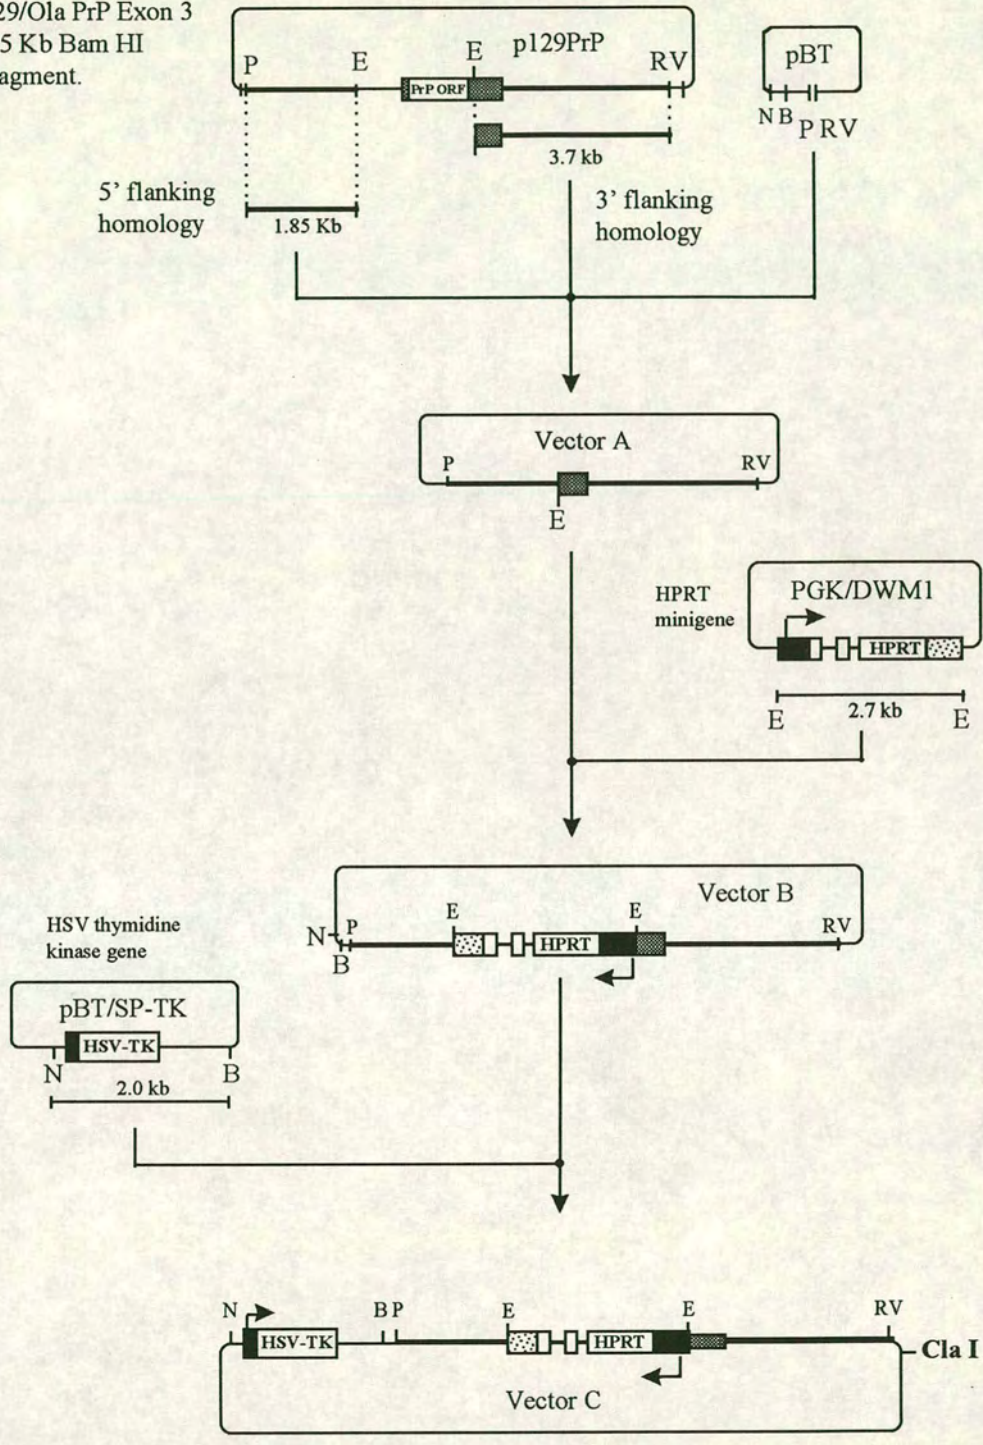 29/Ola PrP Exon 3
5 Kb Bam HI
agment.
p129PrP
P
E
E
RV
PrP ORF
3.7 kb
pBT
N B
P RV
5' flanking
homology
1.85 Kb
3' flanking
homology
Vector A
P
RV
E
HPRT
minigene
PGK/DWM1
HPRT
E
2.7 kb
E
Vector B
N
P
B
E
E
RV
HPRT
HSV thymidine
kinase gene
pBT/SP-TK
HSV-TK
N
B
2.0 kb
N
B P
E
E
RV
HSV-TK
HPRT
Cla I
Vector C